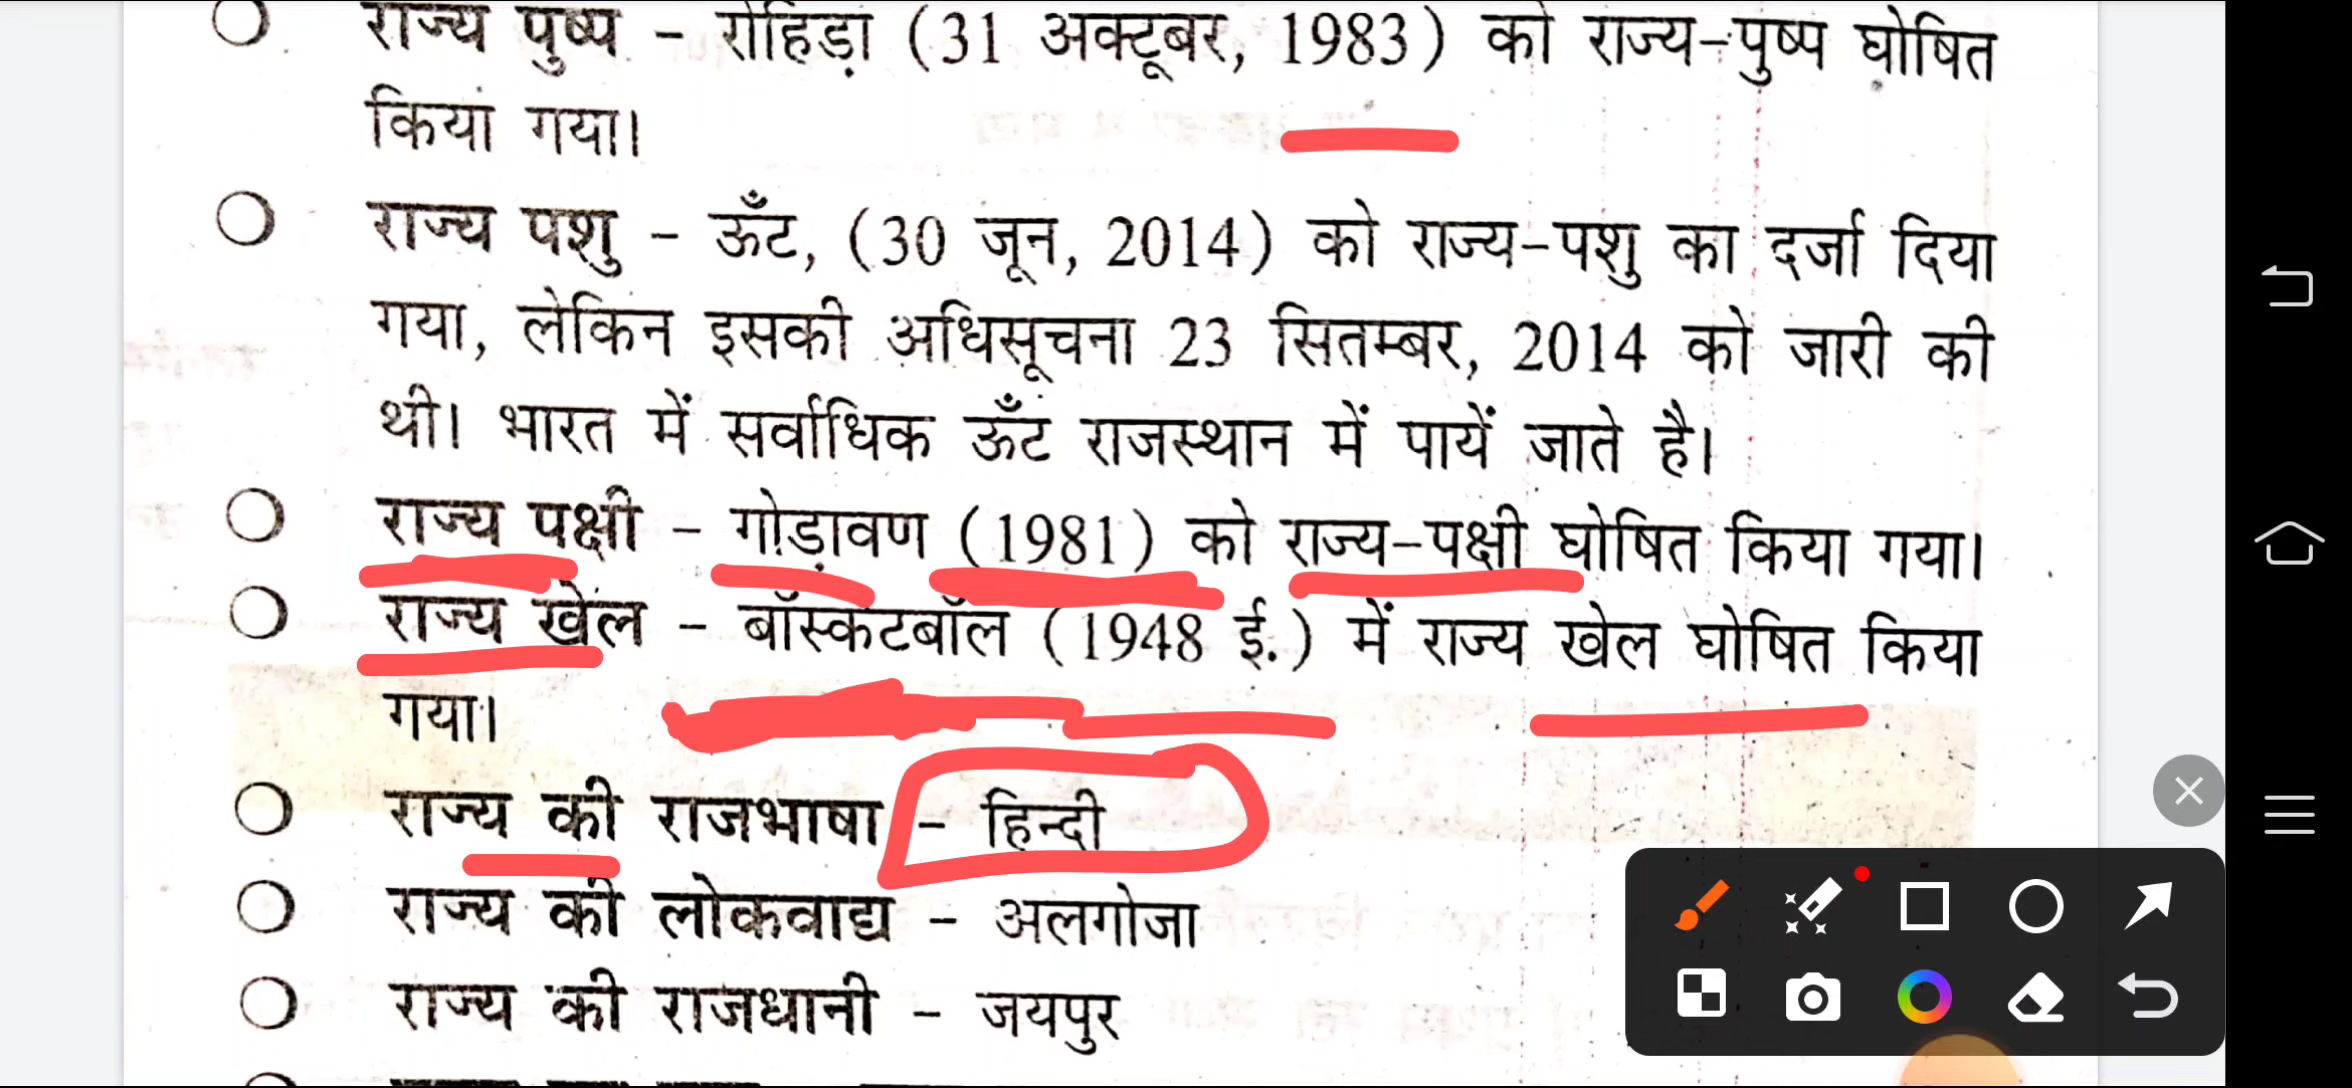 राज्य पुष्प - रोहिड़ा (31 अक्टूबर, 1983) को राज्य-पुष्प घोषित
किया गया।
राज्य पशु - ऊँट, (30 जून, 2014) को राज्य-पशु का दर्जा दिया
गया, लेकिन इसकी अधिसूचना 23 सितम्बर, 2014 को जारी की
थी। भारत में सर्वाधिक ऊँट राजस्थान में पायें जाते है।
राज्य पक्षी - गोड़ावण (1981) को राज्य-पक्षी घोषित किया गया।
राज्य खेल - बॉस्केटबॉल (1948 ई.) में राज्य खेल घोषित किया
गया।
राज्य की राजभाषा - हिन्दी
राज्य की लोकवाद्य - अलगोजा
राज्य की राजधानी - जयपुर